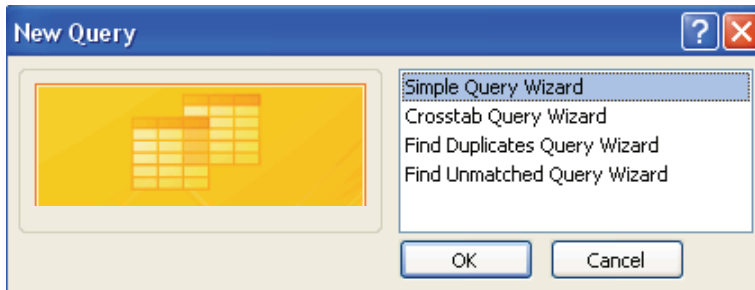 New Query
Simple Query Wizard
Crosstab Query Wizard
Find Duplicates Query Wizard
Find Unmatched Query Wizard
OK
Cancel